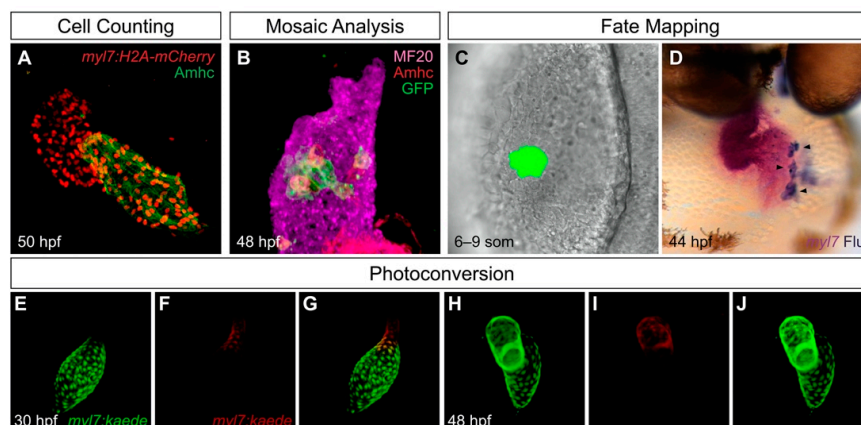 Cell Counting
Mosaic Analysis
Fate Mapping
A
myl7:H2A-mCherry
Amhc
50 hpf
B
MF20
Amhc
GFP
48 hpf
C
6–9 som
D
44 hpf
myl7 Flu
Photoconversion
E
30 hpf
myl7:kaede
F
myl7:kaede
G
H
48 hpf
I
J